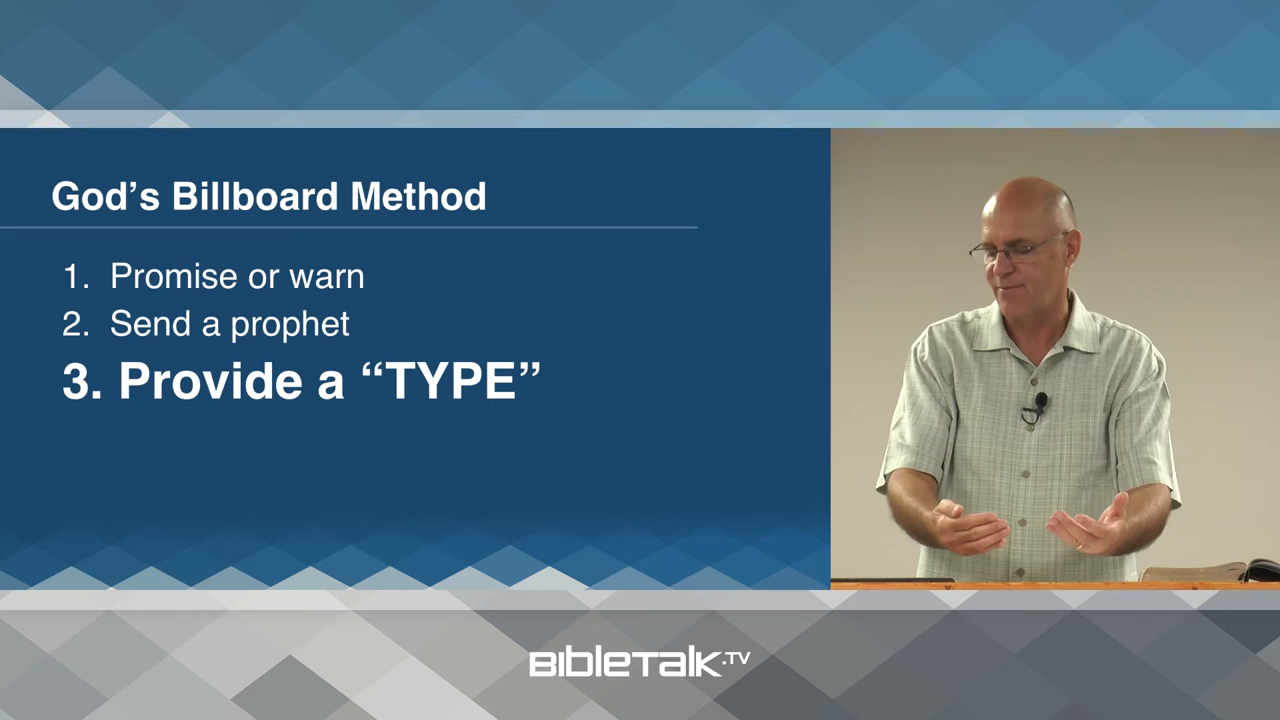 God’s Billboard Method
1. Promise or warn
2. Send a prophet
3. Provide a “TYPE”
BIBLETALK.TV